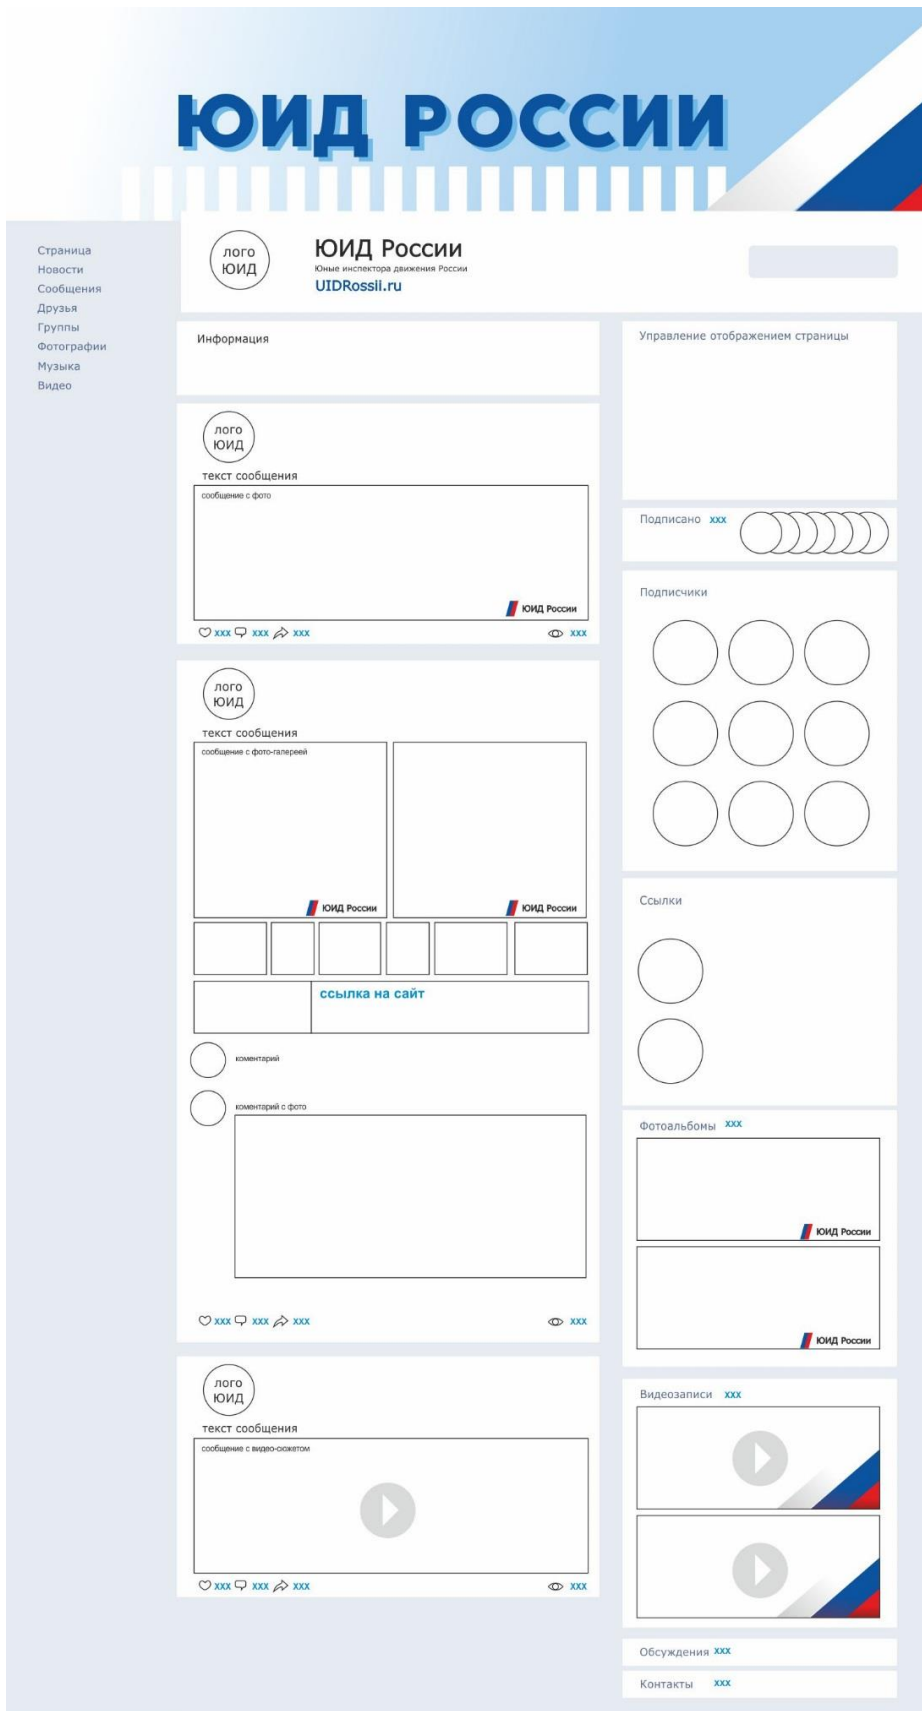 ЮИД РОССИИ
Страница
Новости
Сообщения
Друзья
Группы
Фотографии
Музыка
Видео
лого
ЮИД
ЮИД России
Юные инспектора движения России
UIDRossii.ru
Информация
лого
ЮИД
текст сообщения
сообщение с фото
ЮИД России
xxx xxx xxx xxx
лого
ЮИД
текст сообщения
сообщение с фото-галереей
ЮИД России
ЮИД России
ссылка на сайт
коментарий
коментарий с фото
xxx xxx xxx xxx
лого
ЮИД
текст сообщения
сообщение с видео-сюжетом
xxx xxx xxx xxx
Управление отображением страницы
Подписано xxx
Подписчики
Ссылки
Фотоальбомы xxx
ЮИД России
ЮИД России
Видеозаписи xxx
Обсуждения xxx
Контакты xxx